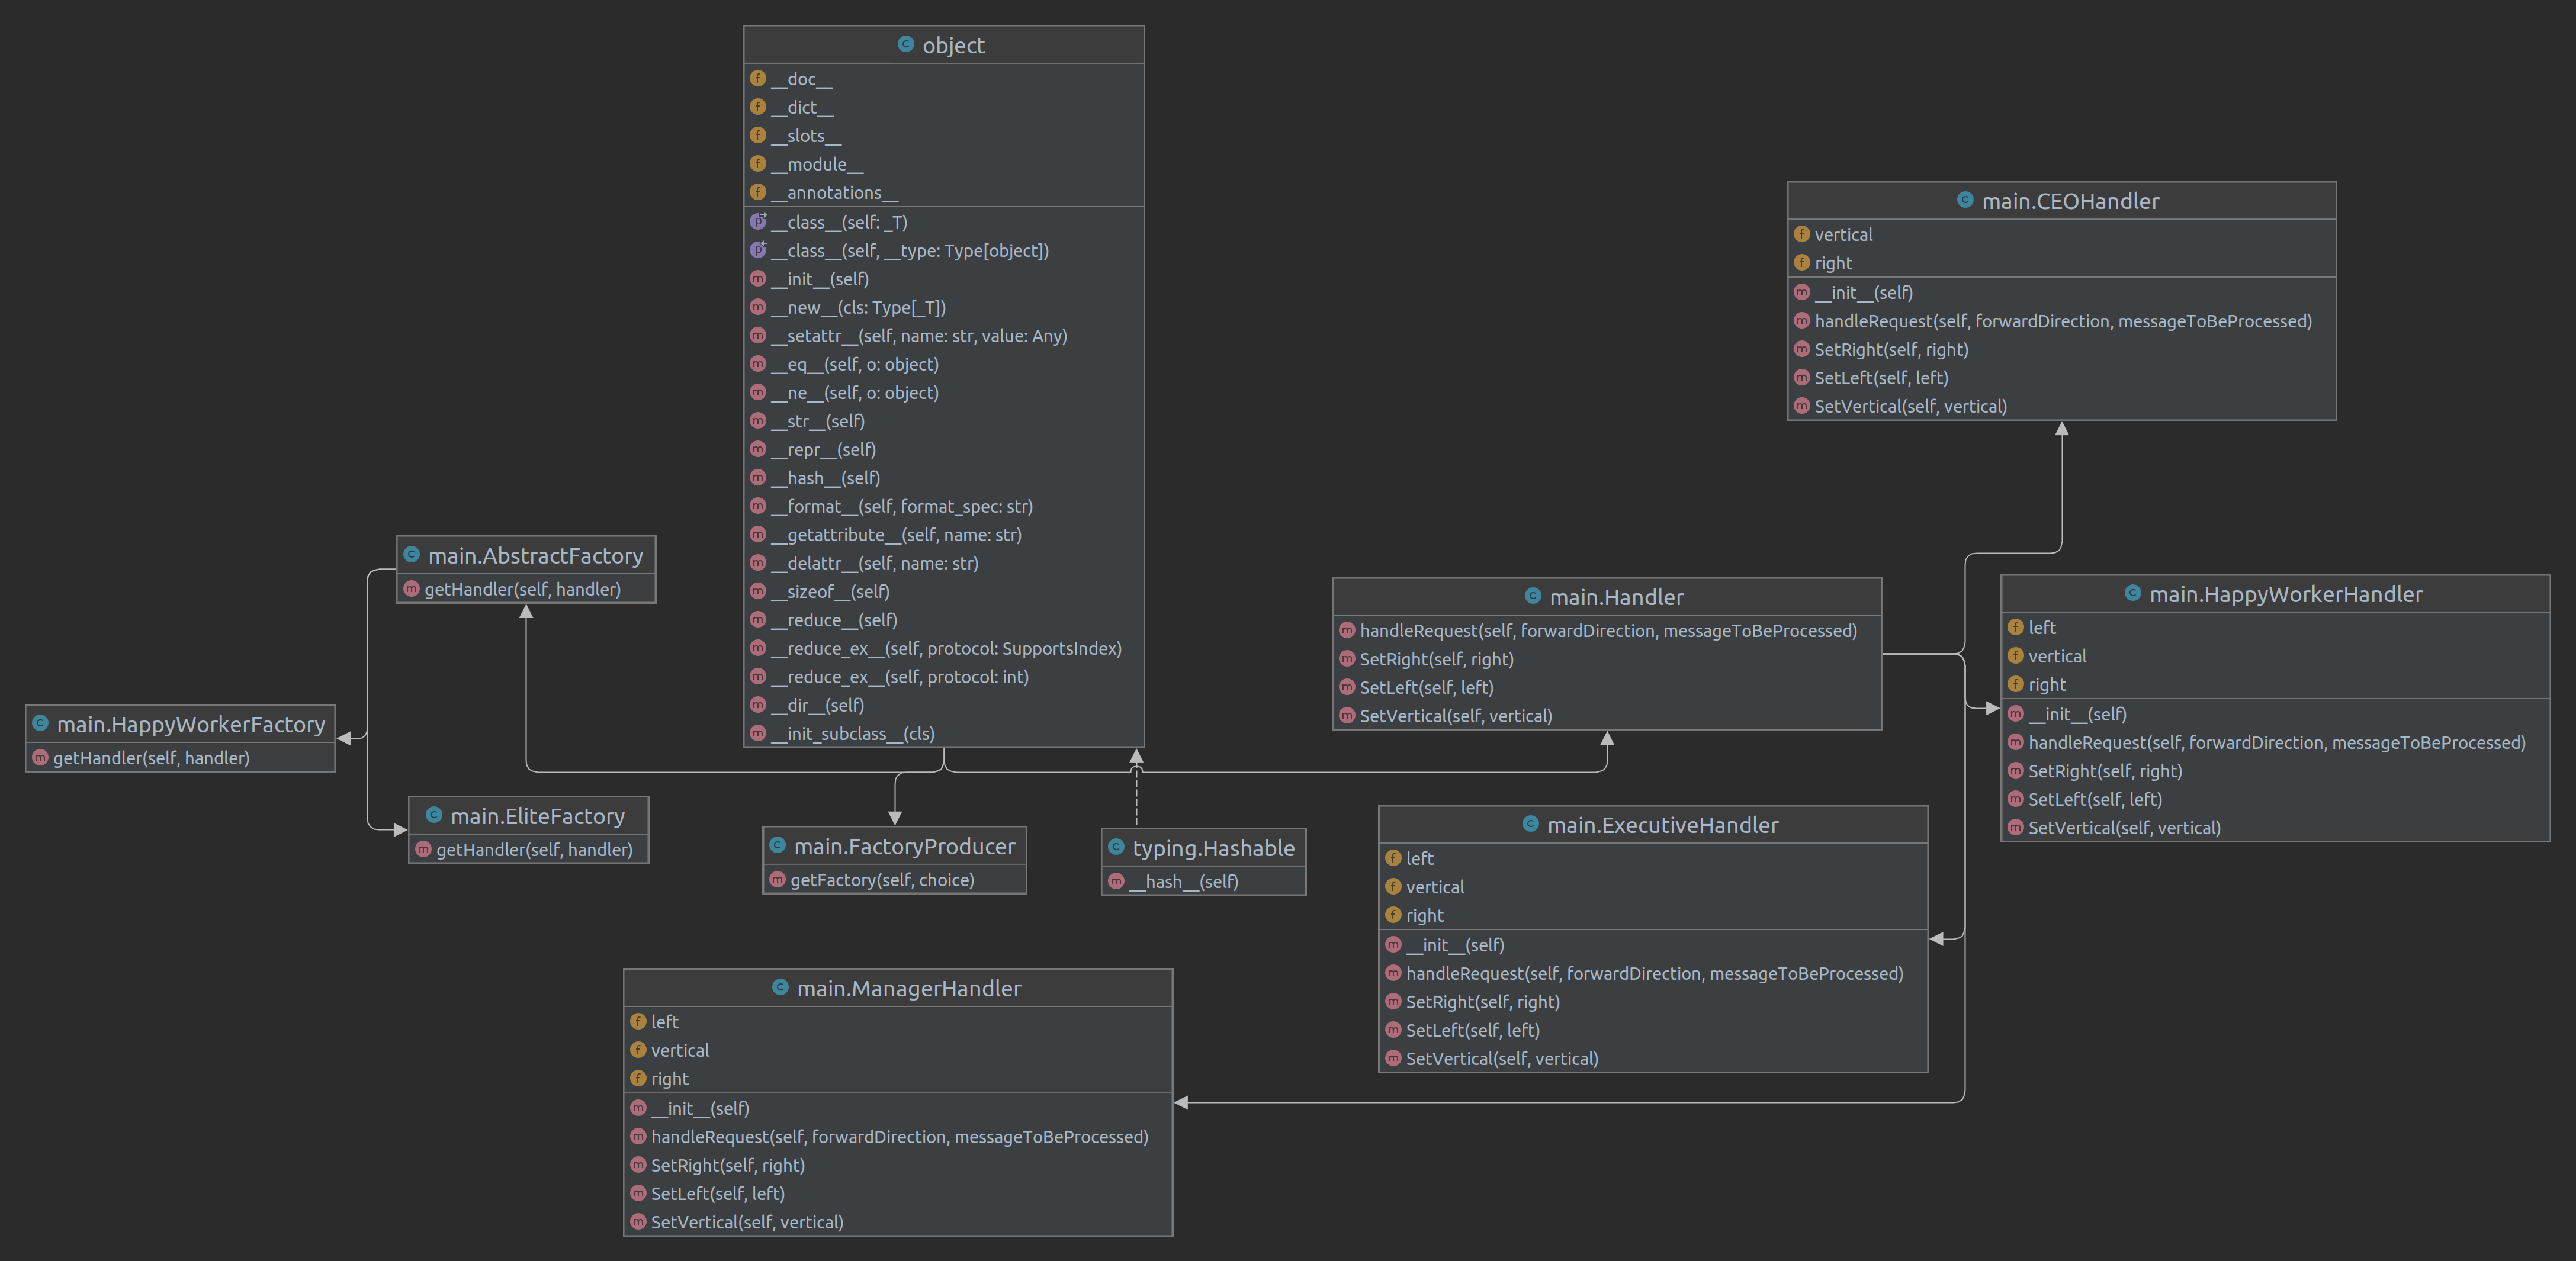 object
__doc__
__dict__
__slots__
__module__
__annotations__
__class__(self: _T)
__class__(self, __type: Type[object])
__init__(self)
__new__(cls: Type[_T])
__setattr__(self, name: str, value: Any)
__eq__(self, o: object)
__ne__(self, o: object)
__str__(self)
__repr__(self)
__hash__(self)
__format__(self, format_spec: str)
__getattribute__(self, name: str)
__delattr__(self, name: str)
__sizeof__(self)
__reduce__(self)
__reduce_ex__(self, protocol: SupportsIndex)
__reduce_ex__(self, protocol: int)
__dir__(self)
__init_subclass__(cls)
main.CEOHandler
vertical
right
__init__(self)
handleRequest(self, forwardDirection, messageToBeProcessed)
SetRight(self, right)
SetLeft(self, left)
SetVertical(self, vertical)
main.AbstractFactory
getHandler(self, handler)
main.Handler
handleRequest(self, forwardDirection, messageToBeProcessed)
SetRight(self, right)
SetLeft(self, left)
SetVertical(self, vertical)
main.HappyWorkerHandler
left
vertical
right
__init__(self)
handleRequest(self, forwardDirection, messageToBeProcessed)
SetRight(self, right)
SetLeft(self, left)
SetVertical(self, vertical)
main.HappyWorkerFactory
getHandler(self, handler)
main.EliteFactory
getHandler(self, handler)
main.FactoryProducer
getFactory(self, choice)
typing.Hashable
__hash__(self)
main.ExecutiveHandler
left
vertical
right
__init__(self)
handleRequest(self, forwardDirection, messageToBeProcessed)
SetRight(self, right)
SetLeft(self, left)
SetVertical(self, vertical)
main.ManagerHandler
left
vertical
right
__init__(self)
handleRequest(self, forwardDirection, messageToBeProcessed)
SetRight(self, right)
SetLeft(self, left)
SetVertical(self, vertical)